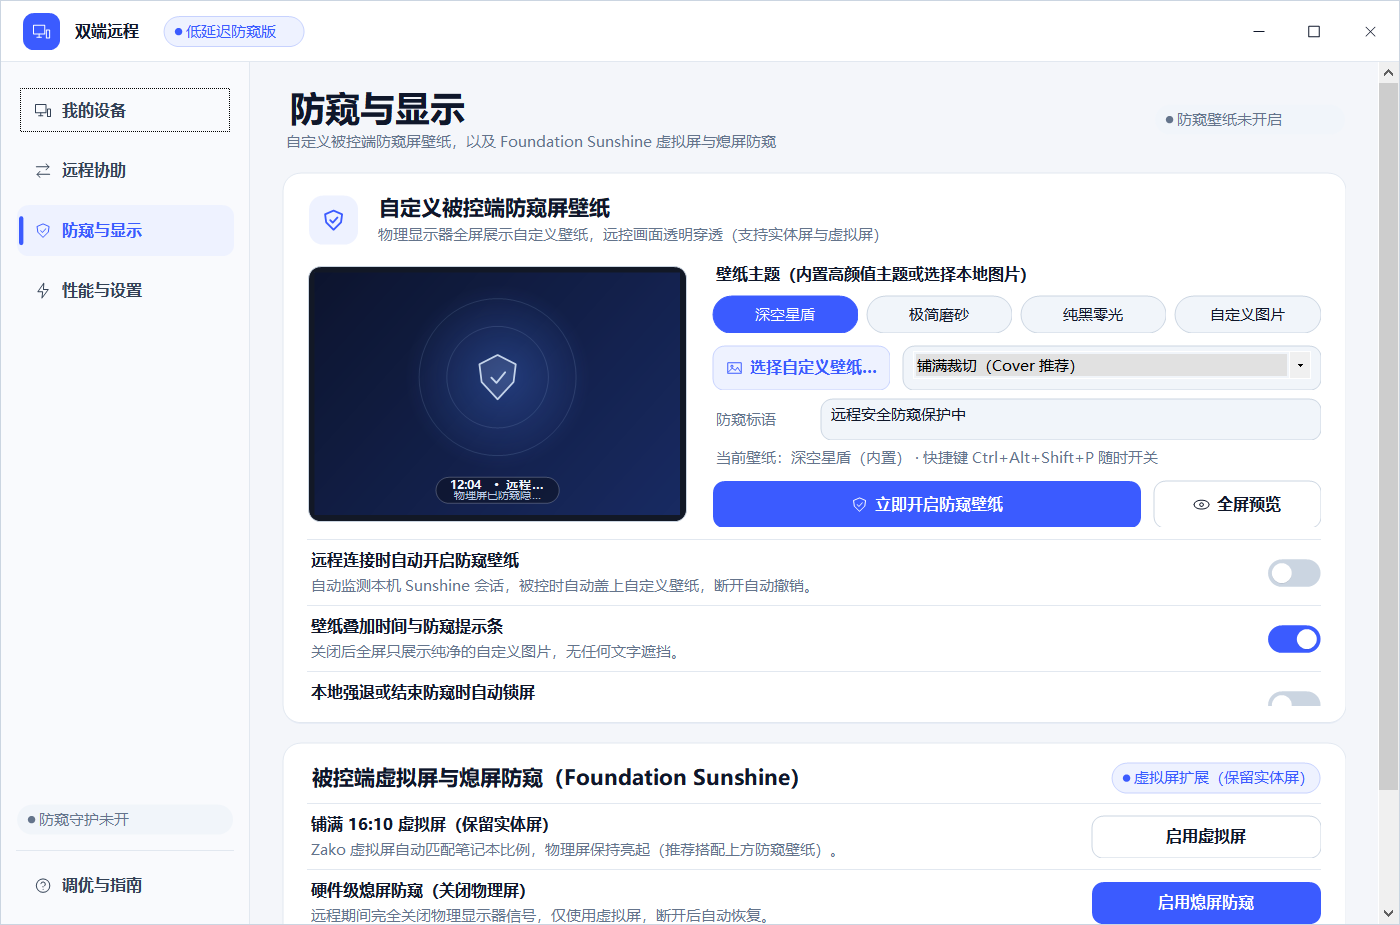 双端远程
低延迟防窥版
我的设备
远程协助
防窥与显示
性能与设置
防窥守护未开
调优与指南
防窥与显示
自定义被控端防窥屏壁纸，以及 Foundation Sunshine 虚拟屏与熄屏防窥
防窥壁纸未开启
自定义被控端防窥屏壁纸
物理显示器全屏展示自定义壁纸，远控画面透明穿透（支持实体屏与虚拟屏）
12:04 • 远程...
物理屏已防窥隐...
壁纸主题（内置高颜值主题或选择本地图片）
深空星盾
极简磨砂
纯黑零光
自定义图片
选择自定义壁纸...
铺满裁切（Cover 推荐）
防窥标语
远程安全防窥保护中
当前壁纸：深空星盾（内置） · 快捷键 Ctrl+Alt+Shift+P 随时开关
立即开启防窥壁纸
全屏预览
远程连接时自动开启防窥壁纸
自动监测本机 Sunshine 会话，被控时自动盖上自定义壁纸，断开自动撤销。
壁纸叠加时间与防窥提示条
关闭后全屏只展示纯净的自定义图片，无任何文字遮挡。
本地强退或结束防窥时自动锁屏
被控端虚拟屏与熄屏防窥（Foundation Sunshine）
虚拟屏扩展（保留实体屏）
铺满 16:10 虚拟屏（保留实体屏）
Zako 虚拟屏自动匹配笔记本比例，物理屏保持亮起（推荐搭配上方防窥壁纸）。
启用虚拟屏
硬件级熄屏防窥（关闭物理屏）
远程期间完全关闭物理显示器信号，仅使用虚拟屏，断开后自动恢复。
启用熄屏防窥